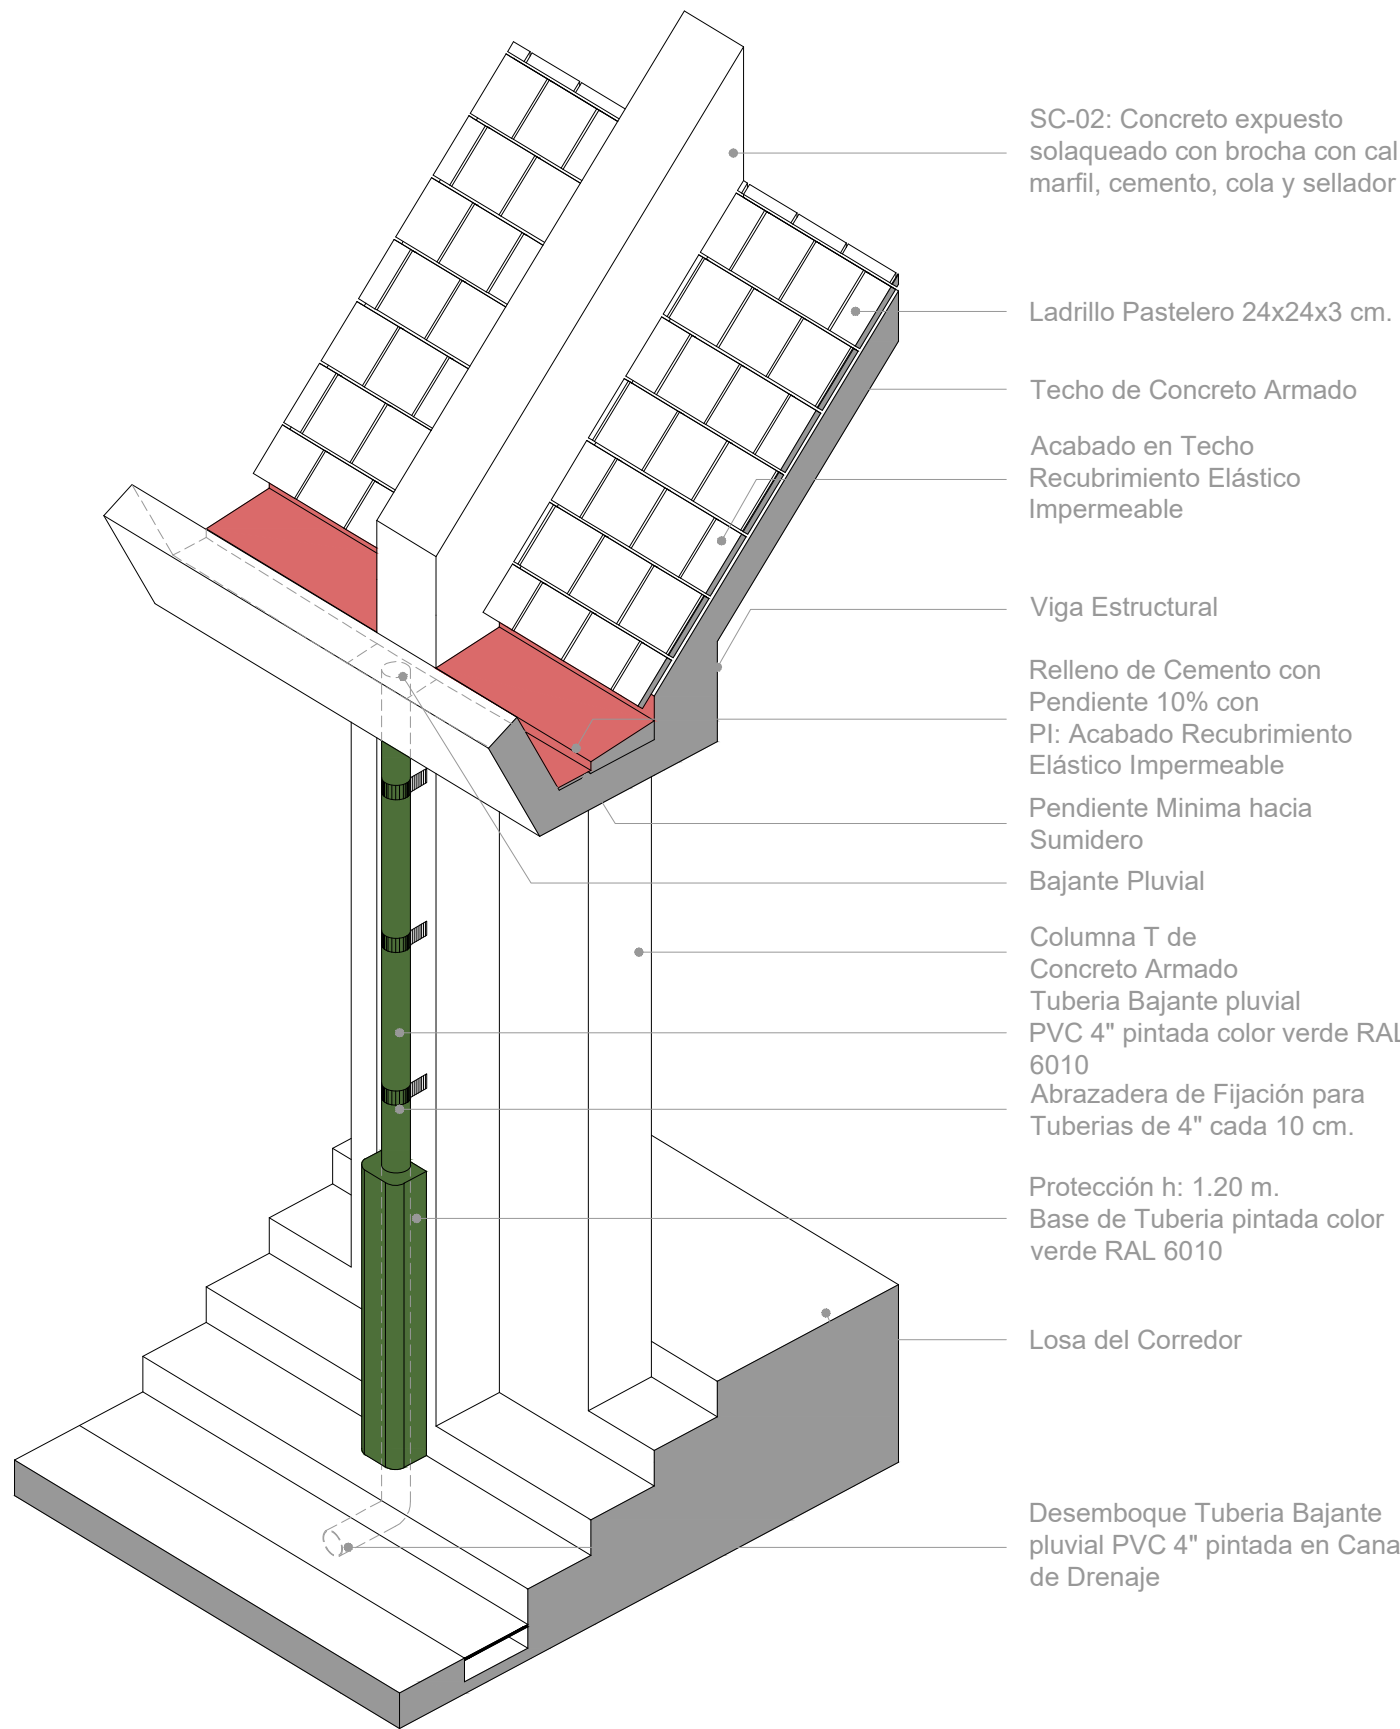 SC-02: Concreto expuesto
solaqueado con brocha con cal
marfil, cemento, cola y sellador
Ladrillo Pastelero 24x24x3 cm.
Techo de Concreto Armado
Acabado en Techo
Recubrimiento Elástico
Impermeable
Viga Estructural
Relleno de Cemento con
Pendiente 10% con
PI: Acabado Recubrimiento
Elástico Impermeable
Pendiente Minima hacia
Sumidero
Bajante Pluvial
Columna T de
Concreto Armado
Tuberia Bajante pluvial
PVC 4" pintada color verde RAL
6010
Abrazadera de Fijación para
Tuberias de 4" cada 10 cm.
Protección h: 1.20 m.
Base de Tuberia pintada color
verde RAL 6010
Losa del Corredor
Desemboque Tuberia Bajante
pluvial PVC 4" pintada en Cana
de Drenaje